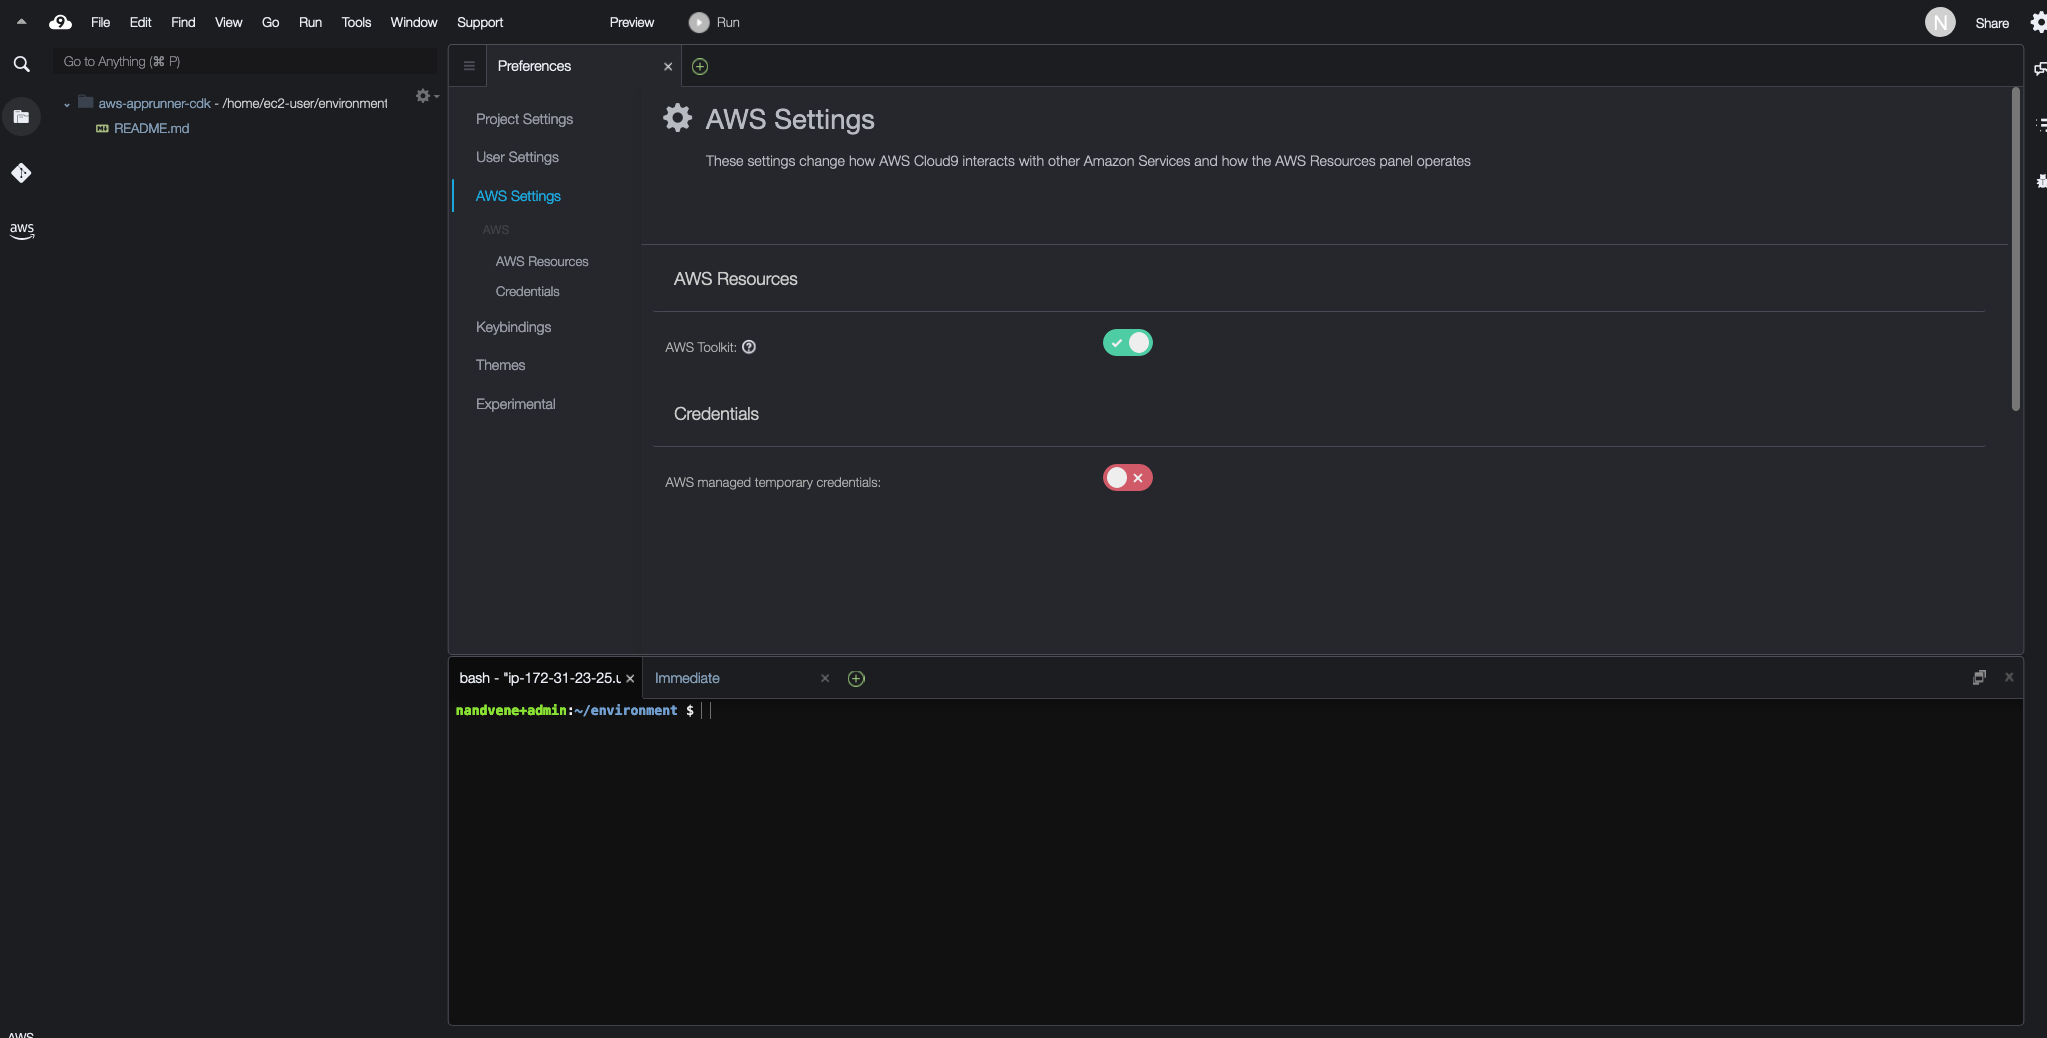 File Edit Find View Go Run Tools Window Support Preview Run N Share
Go to Anything (⌘ P)
aws-apprunner-cdk - /home/ec2-user/environment
README.md
aws
Preferences
Project Settings
User Settings
AWS Settings
AWS
AWS Resources
Credentials
Keybindings
Themes
Experimental
AWS Settings
These settings change how AWS Cloud9 interacts with other Amazon Services and how the AWS Resources panel operates
AWS Resources
AWS Toolkit:
Credentials
AWS managed temporary credentials:
bash - "ip-172-31-23-25.u
Immediate
nandvene+admin:~/environment $
AWS